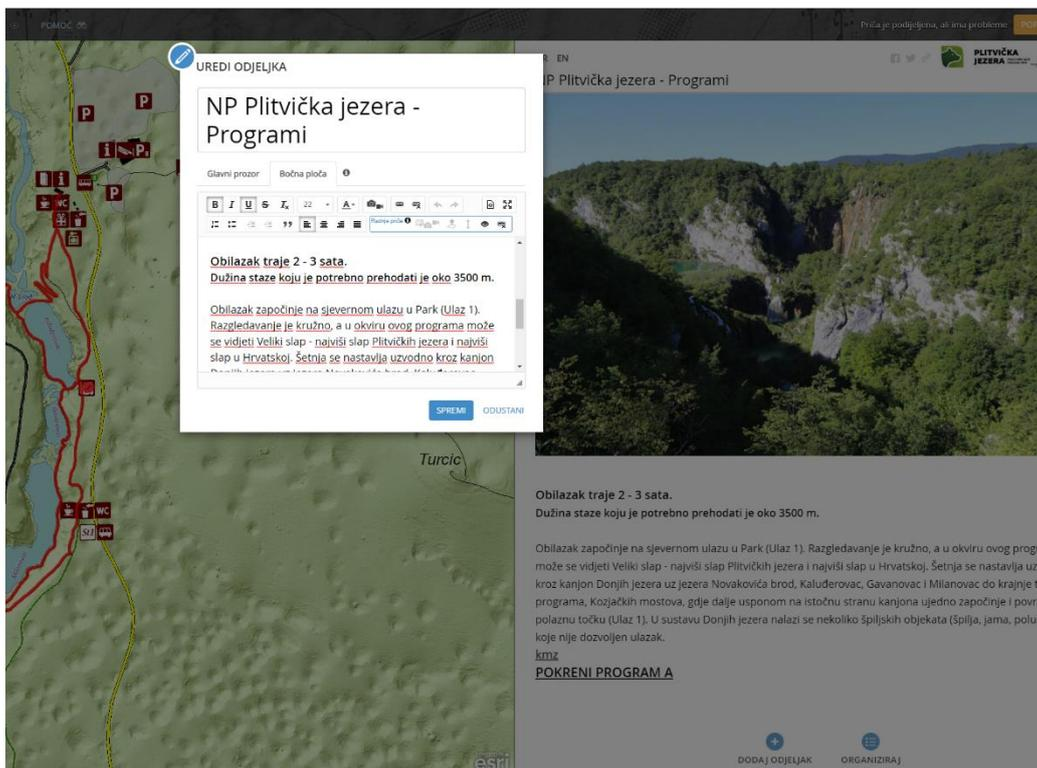 POMOĆ
Priča je podijeljena, ali ima probleme
UREDI ODJELJKA
NP Plitvička jezera -
Programi
Glavni prozor
Bočna ploča
B I U S Tx 22 A
Obilazak traje 2 - 3 sata.
Dužina staze koju je potrebno prehodati je oko 3500 m.
Obilazak započinje na sjevernom ulazu u Park (Ulaz 1).
Razgledavanje je kružno, a u okviru ovog programa može
se vidjeti Veliki slap - najviši slap Plitvičkih jezera i najviši
slap u Hrvatskoj. Šetnja se nastavlja uzvodno kroz kanjon
SPREMI
ODUSTANI
P
P
P
WC
Turcic
WC
St1
esri
R EN
PLITVIČKA
JEZERA
NP Plitvička jezera - Programi
Obilazak traje 2 - 3 sata.
Dužina staze koju je potrebno prehodati je oko 3500 m.
Obilazak započinje na sjevernom ulazu u Park (Ulaz 1). Razgledavanje je kružno, a u okviru ovog prog
može se vidjeti Veliki slap - najviši slap Plitvičkih jezera i najviši slap u Hrvatskoj. Šetnja se nastavlja uz
kroz kanjon Donjih jezera uz jezera Novakovića brod, Kaluđerovac, Gavanovac i Milanovac do krajnje t
programa, Kozjačkih mostova, gdje dalje usponom na istočnu stranu kanjona ujedno započinje i povr
polaznu točku (Ulaz 1). U sustavu Donjih jezera nalazi se nekoliko špiljskih objekata (špilja, jama, polu
koje nije dozvoljen ulazak.
kmz
POKRENI PROGRAM A
DODAJ ODJELJAK
ORGANIZIRAJ